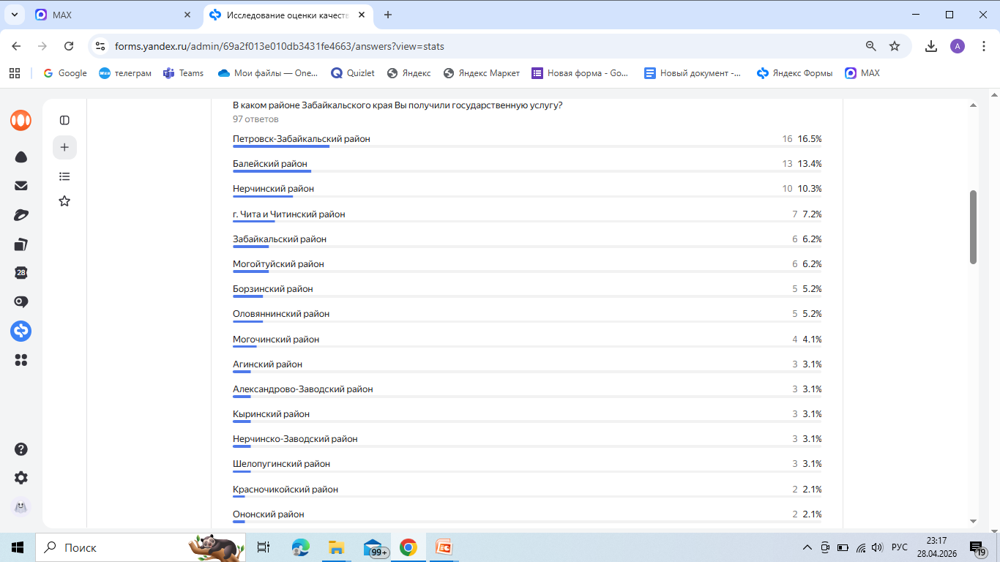 MAX
Исследование оценки качеств
forms.yandex.ru/admin/69a2f013e010db3431fe4663/answers?view=stats
A
Google
телеграм
Teams
Мои файлы — One...
Quizlet
Яндекс
Яндекс Маркет
Новая форма - Go...
Новый документ -...
Яндекс Формы
MAX
28
В каком районе Забайкальского края Вы получили государственную услугу?
97 ответов
Петровск-Забайкальский район 16 16.5%
Балейский район 13 13.4%
Нерчинский район 10 10.3%
г. Чита и Читинский район 7 7.2%
Забайкальский район 6 6.2%
Могойтуйский район 6 6.2%
Борзинский район 5 5.2%
Оловяннинский район 5 5.2%
Могочинский район 4 4.1%
Агинский район 3 3.1%
Александрово-Заводский район 3 3.1%
Кыринский район 3 3.1%
Нерчинско-Заводский район 3 3.1%
Шелопугинский район 3 3.1%
Красночикойский район 2 2.1%
Ононский район 2 2.1%
Поиск
99+
РУС
23:17
28.04.2026
19